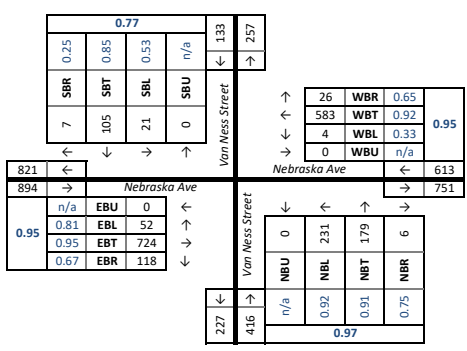 0.77
0.25 0.85 0.53 n/a
SBR SBT SBL SBU
7 105 21 0
← ↓ → ↑
133 257
↓ ↑
Van Ness Street
↑ 26 WBR 0.65
← 583 WBT 0.92
↓ 4 WBL 0.33
→ 0 WBU n/a
0.95
Nebraska Ave ← 613
→ 751
821 ←
894 → Nebraska Ave
0.95
n/a EBU 0 ←
0.81 EBL 52 ↑
0.95 EBT 724 →
0.67 EBR 118 ↓
Van Ness Street
↓ ↑
227 416
↓ ← ↑ →
0 231 179 6
NBU NBL NBT NBR
n/a 0.92 0.91 0.75
0.97